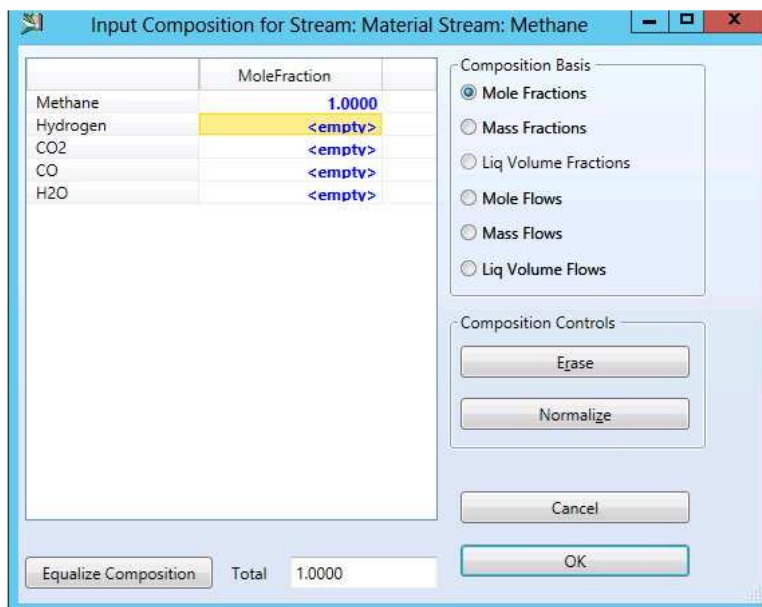 Input Composition for Stream: Material Stream: Methane
MoleFraction
Methane 1.0000
Hydrogen <empty>
CO2 <empty>
CO <empty>
H2O <empty>
Composition Basis
Mole Fractions
Mass Fractions
Liq Volume Fractions
Mole Flows
Mass Flows
Liq Volume Flows
Composition Controls
Erase
Normalize
Cancel
OK
Equalize Composition Total 1.0000